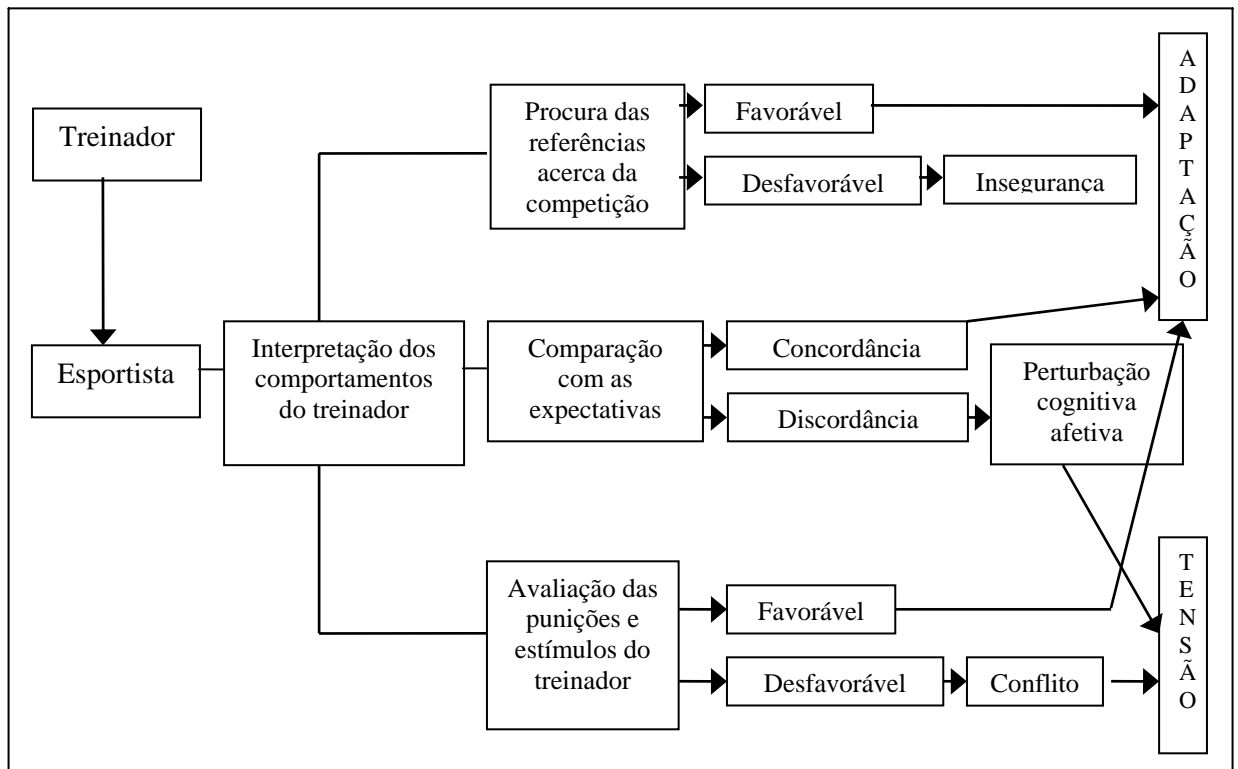 Treinador
Esportista
Interpretação dos
comportamentos
do treinador
Procura das
referências
acerca da
competição
Favorável
Desfavorável
Insegurança
Comparação
com as
expectativas
Concordância
Discordância
Perturbação
cognitiva
afetiva
Avaliação das
punições e
estímulos do
treinador
Favorável
Desfavorável
Conflito
A
D
A
P
T
A
Ç
Ã
O
T
E
N
S
Ã
O